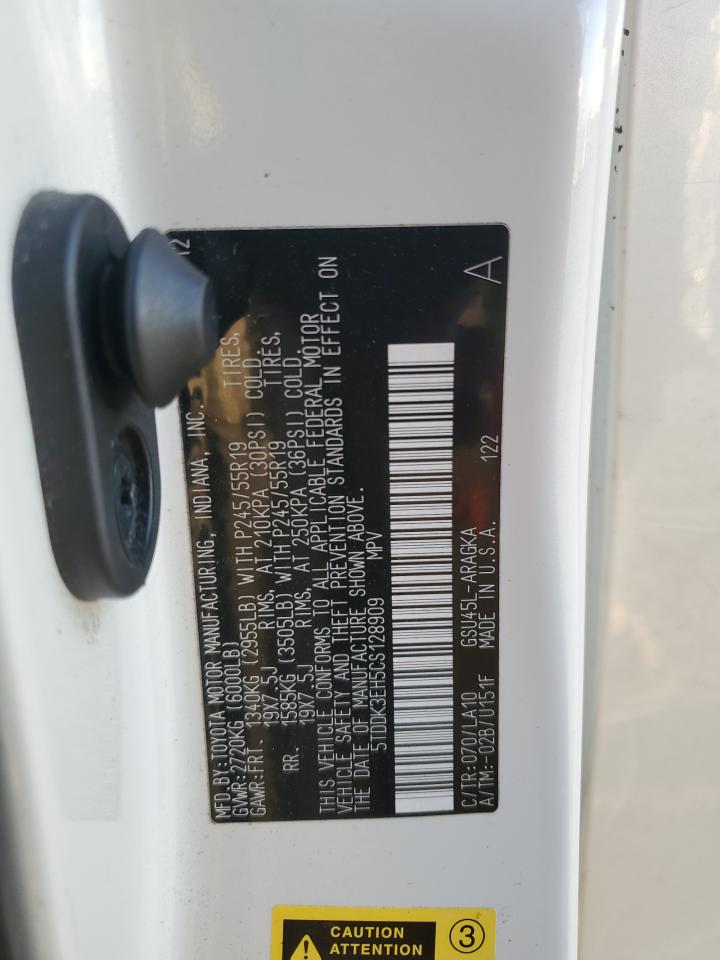 MFD.BY:TOYOTA MOTOR MANUFACTURING, INDIANA, INC. 12
GVWR:2720KG (6000LB)
GAWR:FRT. 1340KG (2955LB) WITH P245/55R19 TIRES,
19X7.5J RIMS, AT 210KPA (30PSI) COLD.
RR. 1585KG (3505LB) WITH P245/55R19 TIRES,
19X7.5J RIMS, AT 250KPA (36PSI) COLD.
THIS VEHICLE CONFORMS TO ALL APPLICABLE FEDERAL MOTOR
VEHICLE SAFETY AND THEFT PREVENTION STANDARDS IN EFFECT ON
THE DATE OF MANUFACTURE SHOWN ABOVE.
5TDDK3EH5CS128909 MPV
C/TR:070/LA10 GSU45L-ARAGKA A
A/TM:-02B/U151F MADE IN U.S.A. 122
CAUTION
ATTENTION
3